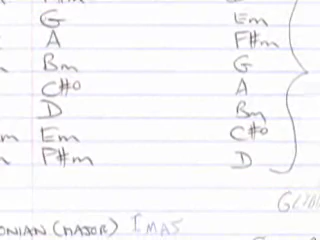 G Em
A F#m
Bm G
C#o A
D Bm
m Em C#o
F#m D
ONIAN (MAJOR) I MA5